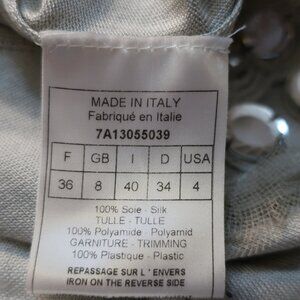 MADE IN ITALY
Fabriqué en Italie
7A13055039
F GB I D USA
36 8 40 34 4
100% Soie - Silk
TULLE - TULLE
100% Polyamide - Polyamid
GARNITURE - TRIMMING
100% Plastique - Plastic
REPASSAGE SUR L ' ENVERS
IRON ON THE REVERSE SIDE